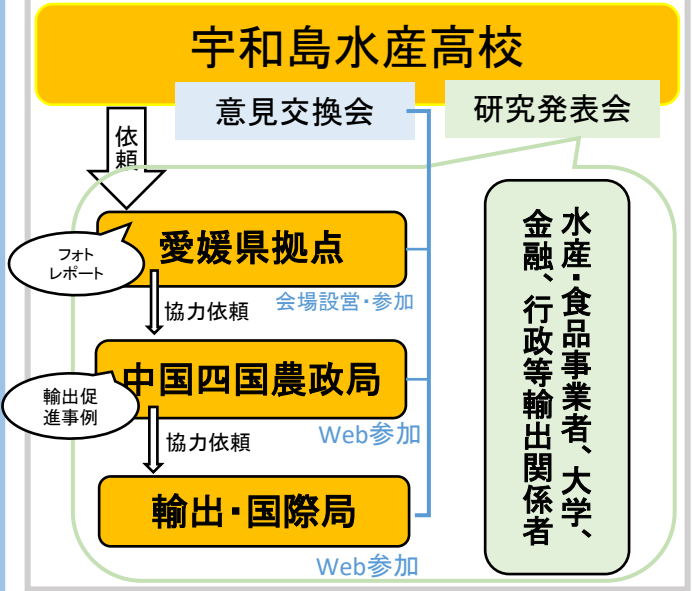 宇和島水産高校
意見交換会
研究発表会
依
頼
愛媛県拠点
フォト
レポート
会場設営・参加
協力依頼
中国四国農政局
輸出促
進事例
Web参加
協力依頼
輸出・国際局
Web参加
水産・食品事業者、大学、
金融、行政等輸出関係者